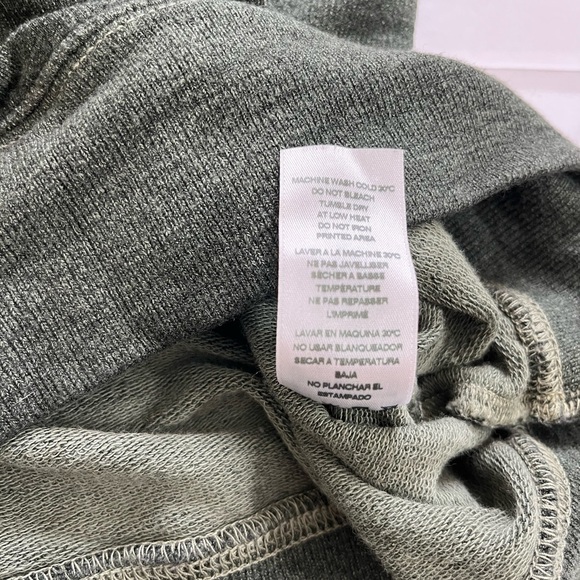 MACHINE WASH COLD 30°C
DO NOT BLEACH
TUMBLE DRY
AT LOW HEAT
DO NOT IRON
PRINTED AREA
LAVER A LA MACHINE 30°C
NE PAS JAVELLISER
SÉCHER A BASSE
TEMPÉRATURE
NE PAS REPASSER
L'IMPRIMÉ
LAVAR EN MAQUINA 30°C
NO USAR BLANQUEADOR
SECAR A TEMPERATURA
BAJA
NO PLANCHAR EL
ESTAMPADO